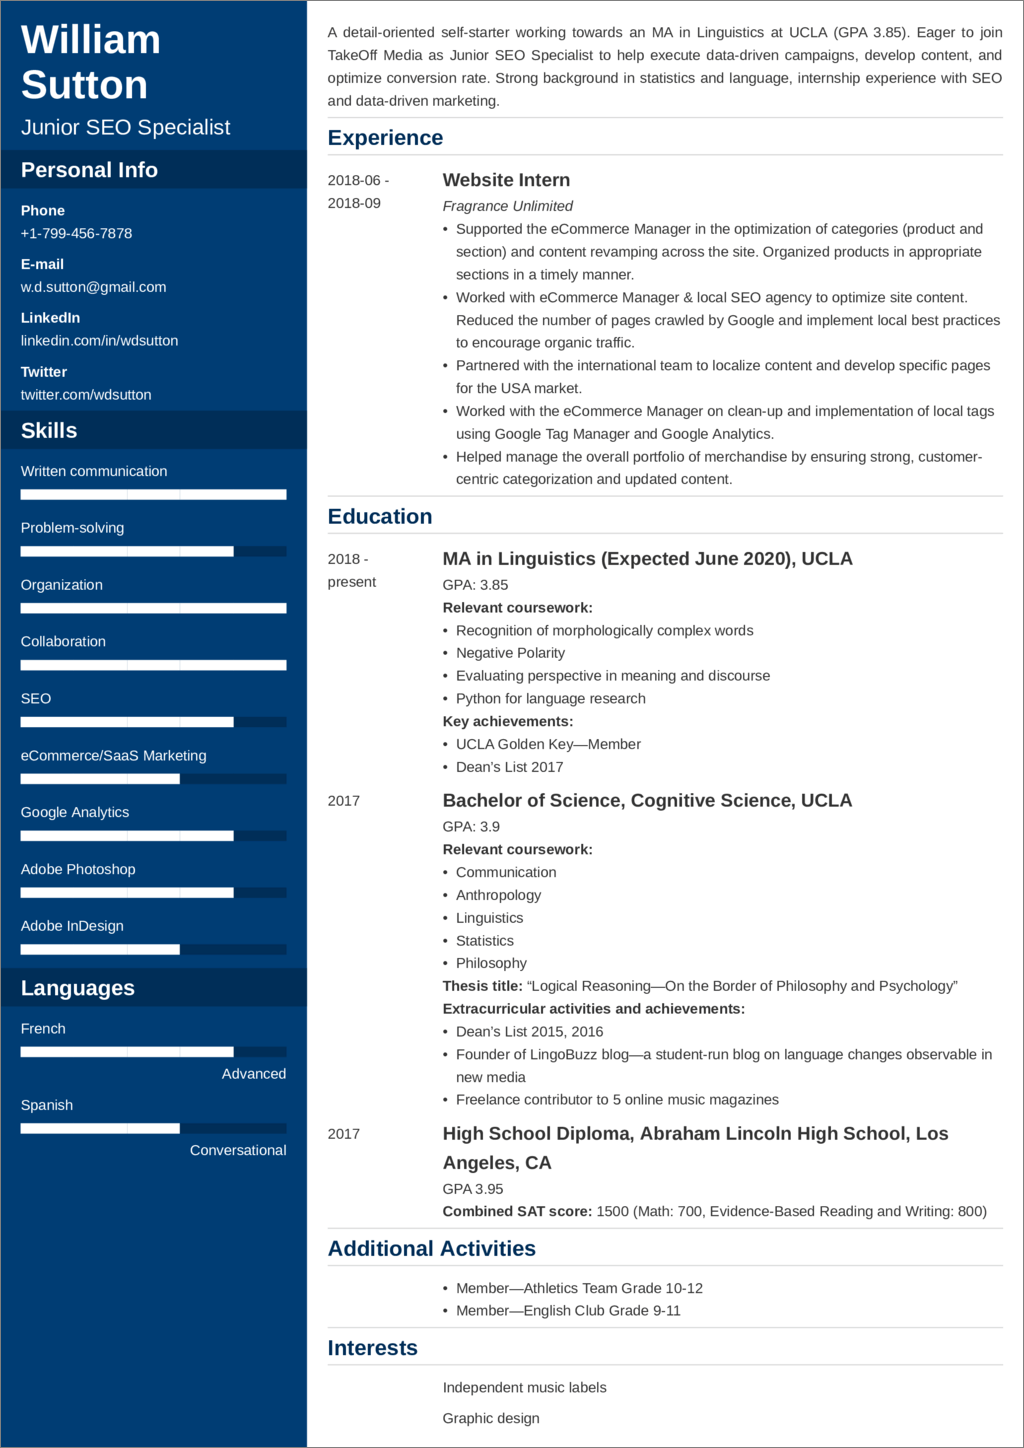 William
Sutton
Junior SEO Specialist
Personal Info
Phone
+1-799-456-7878
E-mail
w.d.sutton@gmail.com
LinkedIn
linkedin.com/in/wdsutton
Twitter
twitter.com/wdsutton
Skills
Written communication
Problem-solving
Organization
Collaboration
SEO
eCommerce/SaaS Marketing
Google Analytics
Adobe Photoshop
Adobe InDesign
Languages
French
Advanced
Spanish
Conversational
A detail-oriented self-starter working towards an MA in Linguistics at UCLA (GPA 3.85). Eager to join
TakeOff Media as Junior SEO Specialist to help execute data-driven campaigns, develop content, and
optimize conversion rate. Strong background in statistics and language, internship experience with SEO
and data-driven marketing.
Experience
2018-06 -
2018-09
Website Intern
Fragrance Unlimited
• Supported the eCommerce Manager in the optimization of categories (product and
section) and content revamping across the site. Organized products in appropriate
sections in a timely manner.
• Worked with eCommerce Manager & local SEO agency to optimize site content.
Reduced the number of pages crawled by Google and implement local best practices
to encourage organic traffic.
• Partnered with the international team to localize content and develop specific pages
for the USA market.
• Worked with the eCommerce Manager on clean-up and implementation of local tags
using Google Tag Manager and Google Analytics.
• Helped manage the overall portfolio of merchandise by ensuring strong, customer-
centric categorization and updated content.
Education
2018 -
present
MA in Linguistics (Expected June 2020), UCLA
GPA: 3.85
Relevant coursework:
• Recognition of morphologically complex words
• Negative Polarity
• Evaluating perspective in meaning and discourse
• Python for language research
Key achievements:
• UCLA Golden Key—Member
• Dean’s List 2017
2017
Bachelor of Science, Cognitive Science, UCLA
GPA: 3.9
Relevant coursework:
• Communication
• Anthropology
• Linguistics
• Statistics
• Philosophy
Thesis title: “Logical Reasoning—On the Border of Philosophy and Psychology”
Extracurricular activities and achievements:
• Dean’s List 2015, 2016
• Founder of LingoBuzz blog—a student-run blog on language changes observable in
new media
• Freelance contributor to 5 online music magazines
2017
High School Diploma, Abraham Lincoln High School, Los
Angeles, CA
GPA 3.95
Combined SAT score: 1500 (Math: 700, Evidence-Based Reading and Writing: 800)
Additional Activities
• Member—Athletics Team Grade 10-12
• Member—English Club Grade 9-11
Interests
Independent music labels
Graphic design